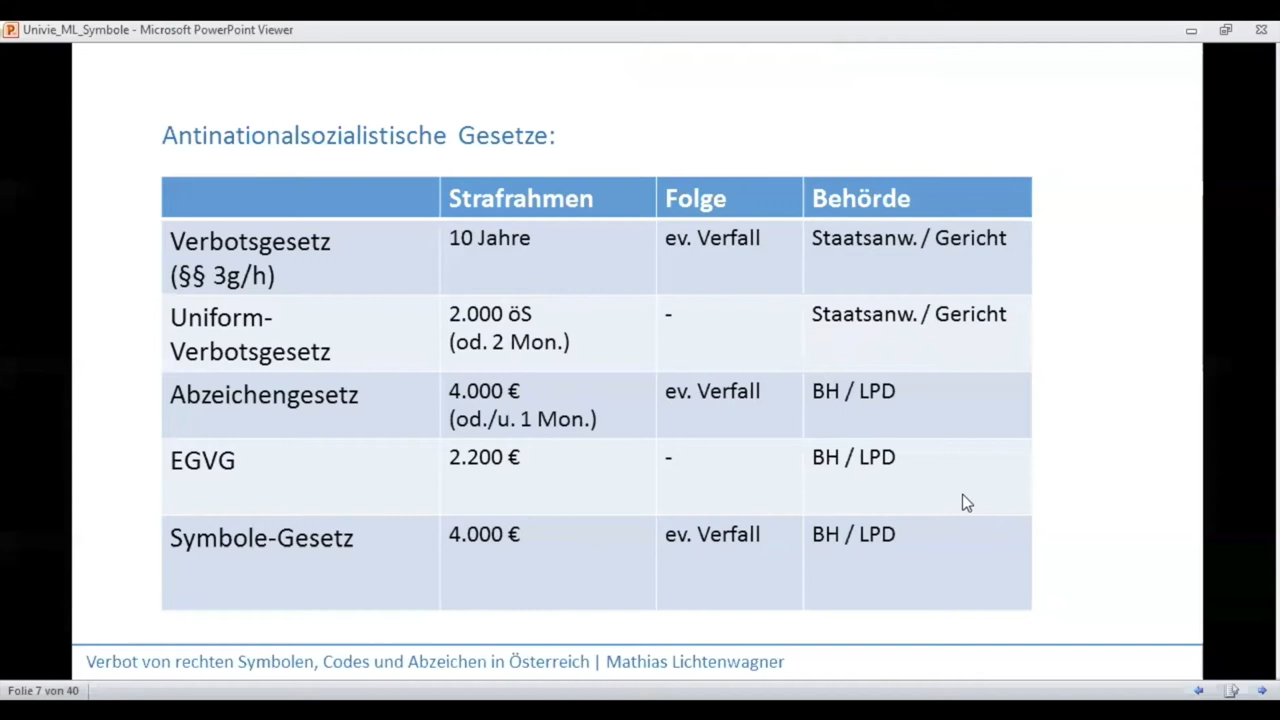 Univie_ML_Symbole - Microsoft PowerPoint Viewer
Antinationalsozialistische Gesetze:
Strafrahmen Folge Behörde
Verbotsgesetz 10 Jahre ev. Verfall Staatsanw. / Gericht
(§§ 3g/h)
Uniform- 2.000 öS - Staatsanw. / Gericht
Verbotsgesetz (od. 2 Mon.)
Abzeichengesetz 4.000 € ev. Verfall BH / LPD
(od./u. 1 Mon.)
EGVG 2.200 € - BH / LPD
Symbole-Gesetz 4.000 € ev. Verfall BH / LPD
Verbot von rechten Symbolen, Codes und Abzeichen in Österreich | Mathias Lichtenwagner
Folie 7 von 40